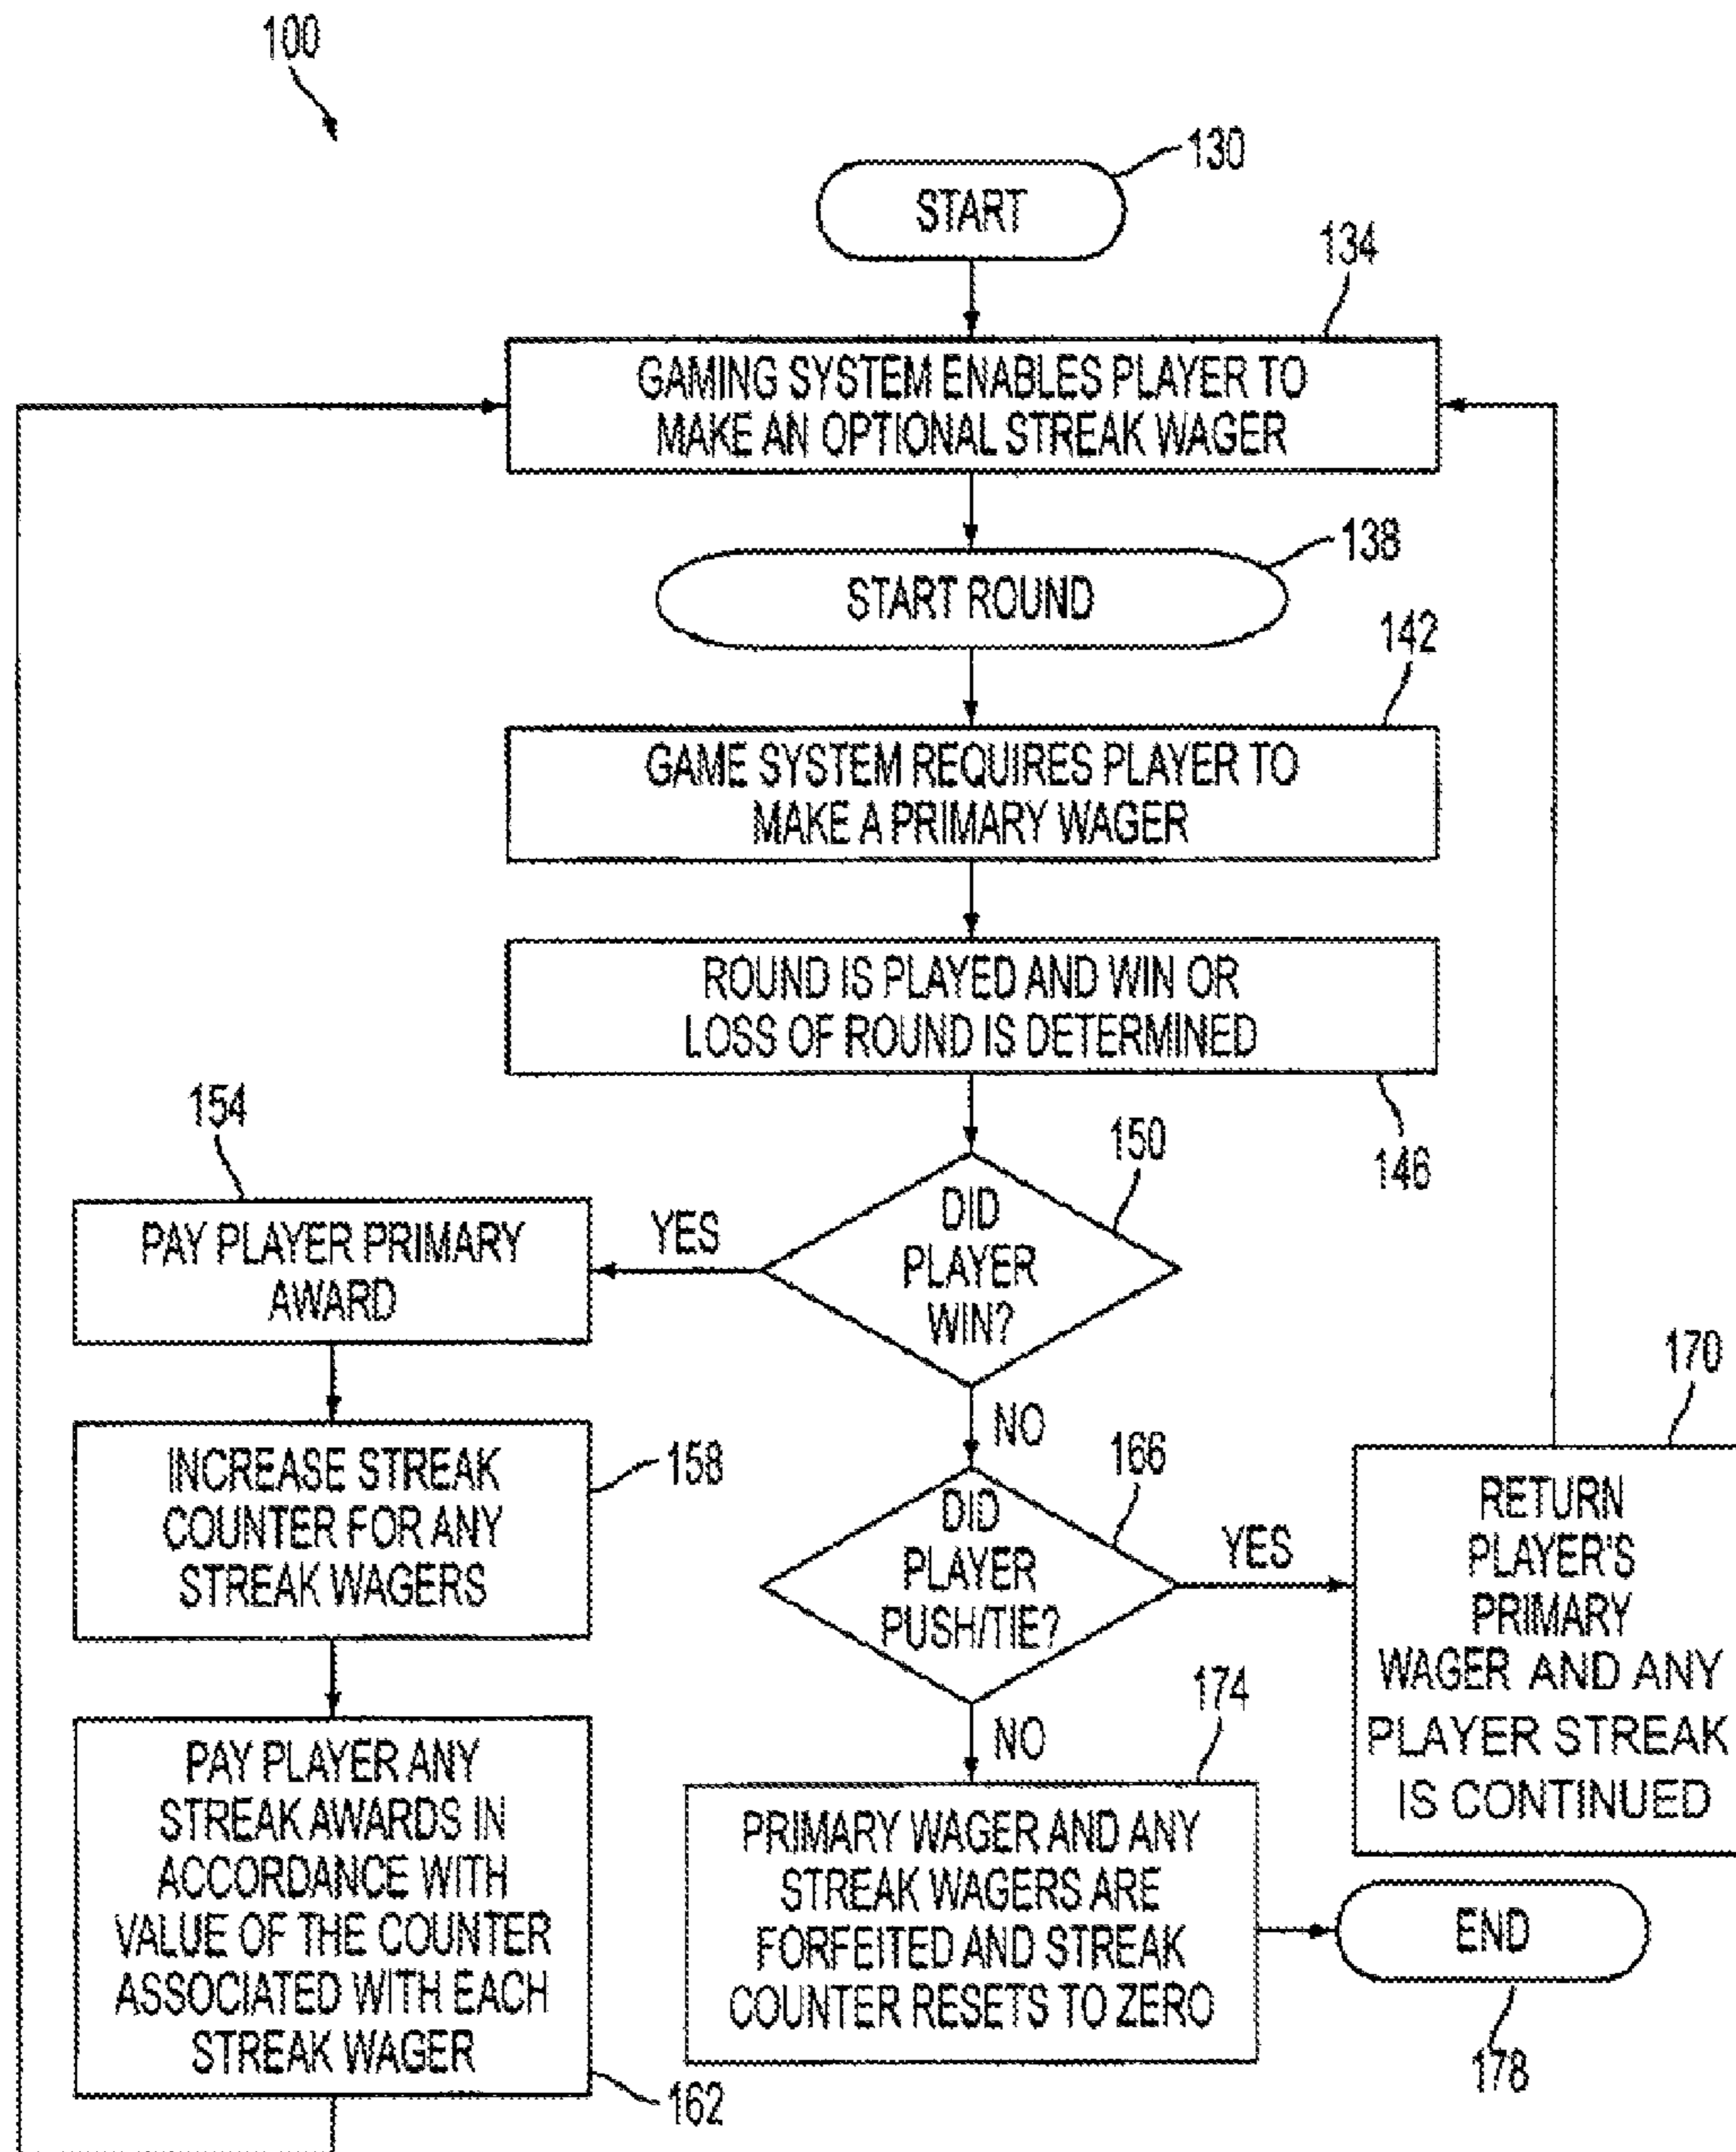 100
130
START
134
GAMING SYSTEM ENABLES PLAYER TO
MAKE AN OPTIONAL STREAK WAGER
138
START ROUND
142
GAME SYSTEM REQUIRES PLAYER TO
MAKE A PRIMARY WAGER
ROUND IS PLAYED AND WIN OR
LOSS OF ROUND IS DETERMINED
146
150
DID
PLAYER
WIN?
YES
154
PAY PLAYER PRIMARY
AWARD
INCREASE STREAK
COUNTER FOR ANY
STREAK WAGERS
158
PAY PLAYER ANY
STREAK AWARDS IN
ACCORDANCE WITH
VALUE OF THE COUNTER
ASSOCIATED WITH EACH
STREAK WAGER
162
NO
166
DID
PLAYER
PUSH/TIE?
YES
170
RETURN
PLAYER'S
PRIMARY
WAGER AND ANY
PLAYER STREAK
IS CONTINUED
NO
174
PRIMARY WAGER AND ANY
STREAK WAGERS ARE
FORFEITED AND STREAK
COUNTER RESETS TO ZERO
END
178